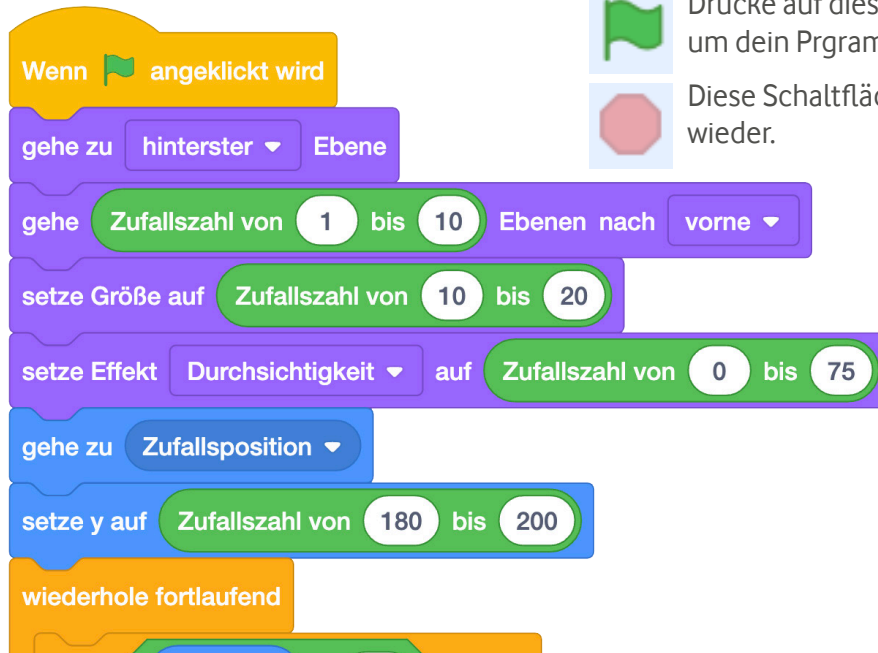 Wenn angeklickt wird
gehe zu hinterster Ebene
gehe Zufallszahl von 1 bis 10 Ebenen nach vorne
setze Größe auf Zufallszahl von 10 bis 20
setze Effekt Durchsichtigkeit auf Zufallszahl von 0 bis 75
gehe zu Zufallsposition
setze y auf Zufallszahl von 180 bis 200
wiederhole fortlaufend
Drücke auf dies
um dein Prgram
Diese Schaltflä
wieder.